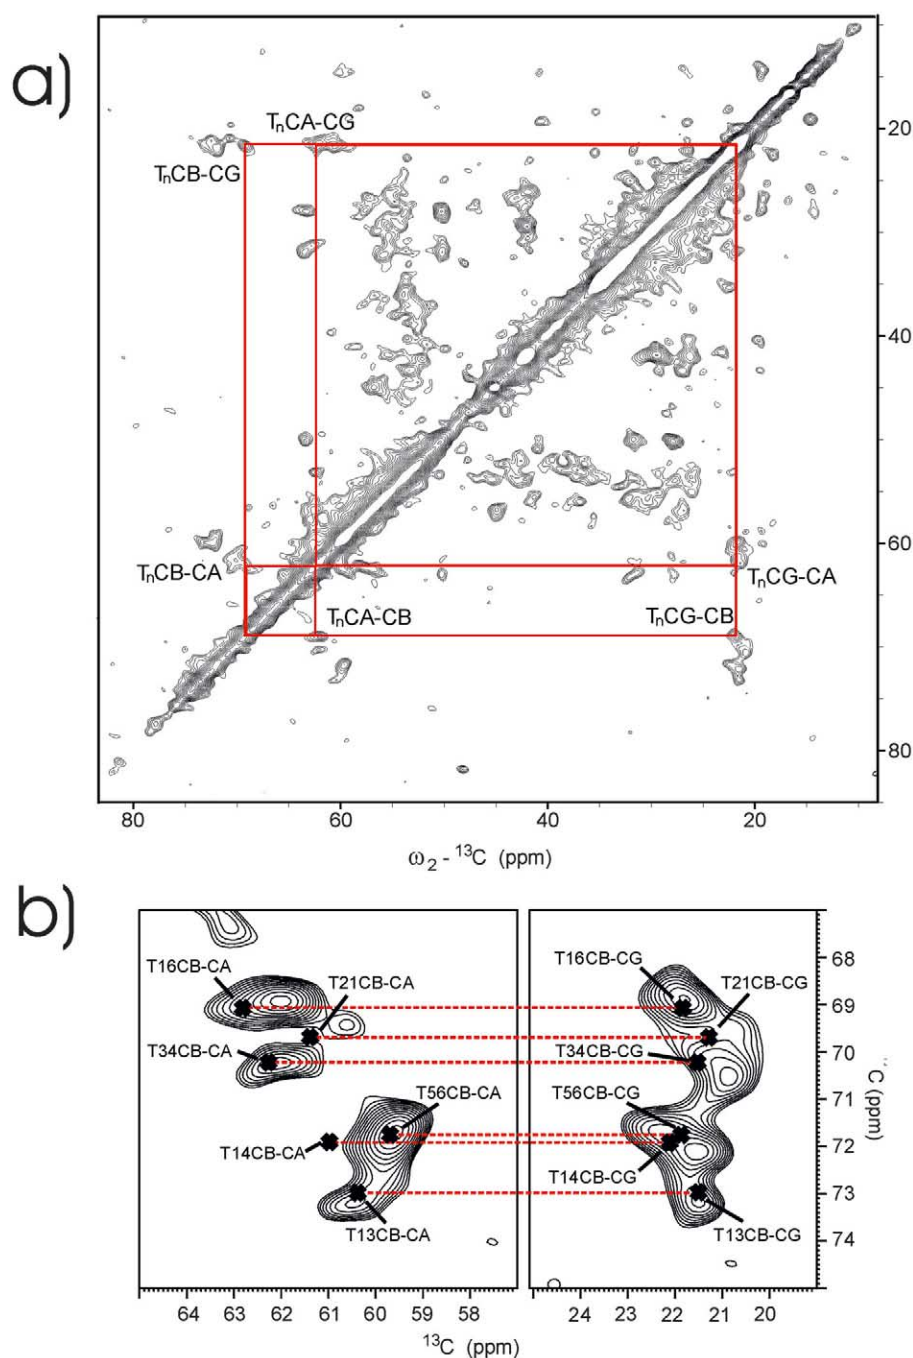 a)
TnCA-CG
20
TnCB-CG
40
60
TnCB-CA
TnCG-CA
TnCA-CB
TnCG-CB
80
80 60 40 20
ω2 - 13C (ppm)
b)
68
T16CB-CA
T16CB-CG
T21CB-CA
T21CB-CG
69
T34CB-CA
T34CB-CG
70
T56CB-CA
T56CB-CG
71
C (ppm)
72
T14CB-CA
T14CB-CG
73
T13CB-CA
T13CB-CG
74
64 63 62 61 60 59 58
24 23 22 21 20
13C (ppm)
13C (ppm)